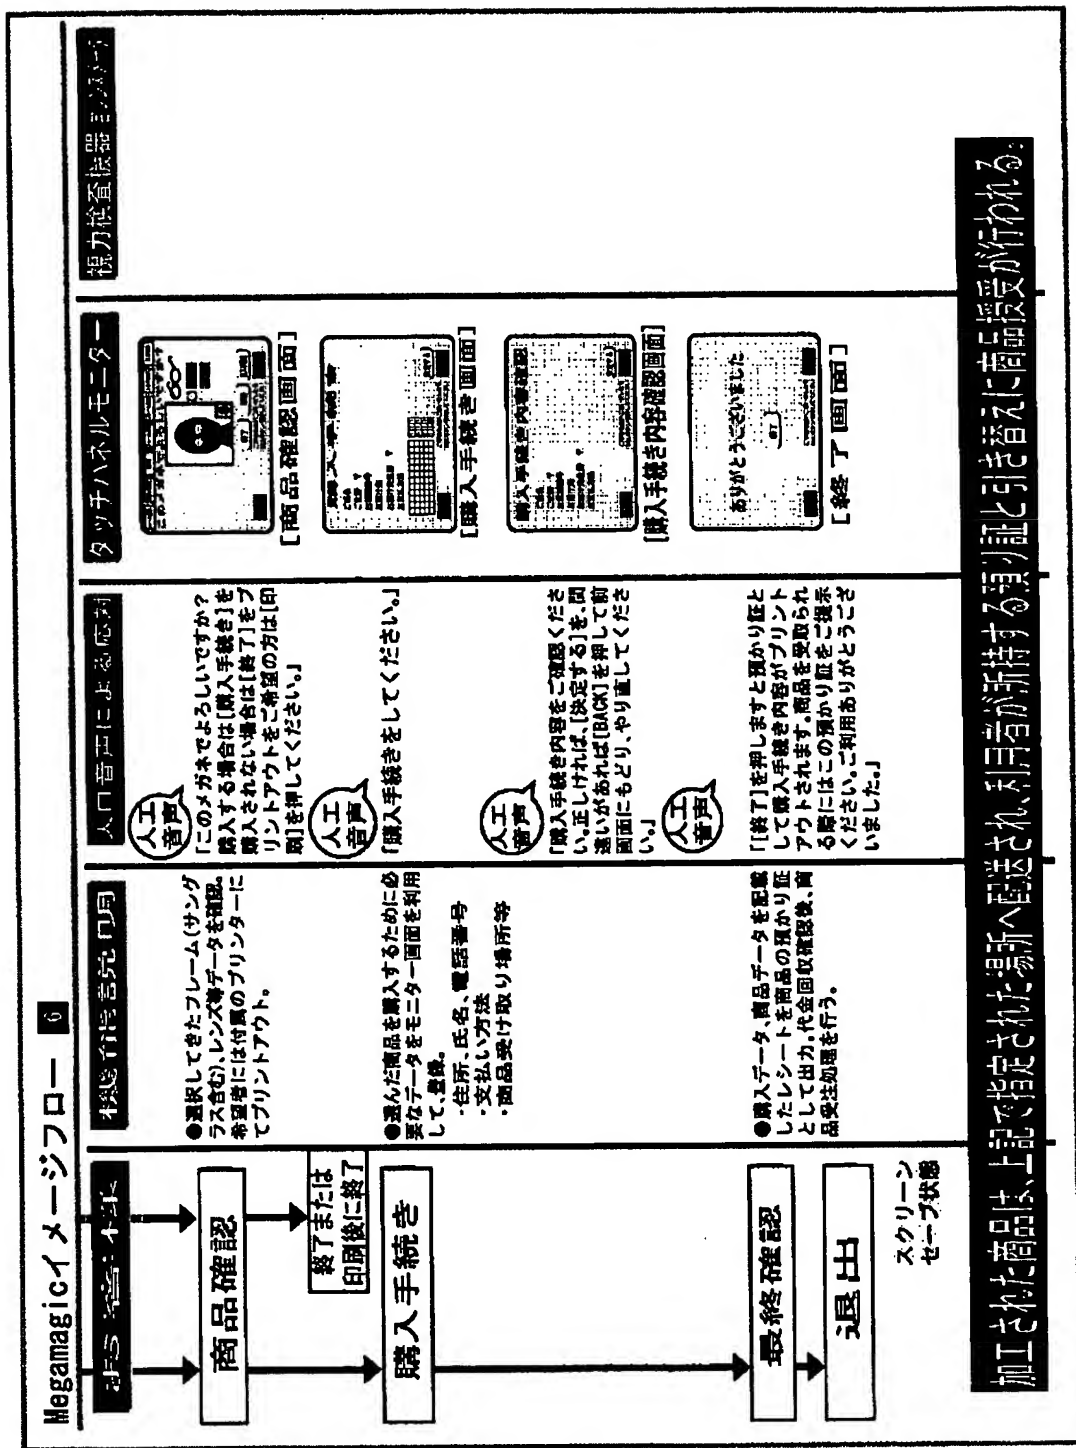 Megamagicイメージフロー 6
商品確認
終了または
印刷後に終了
購入手続き
最終確認
退出
スクリーン
セーブ状態
●選択してきたフレーム(サング
ラス含む)、レンズ等データを確認。
希望者には付属のプリンターに
てプリントアウト。
●選んだ商品を購入するために必
要なデータをモニター画面を利用
して、登録。
・住所、氏名、電話番号
・支払い方法
・商品受け取り場所等
●購入データ、商品データを記載
したレシートを商品の預かり証
として出力。代金回収確認後、商
品受注処理を行う。
人工音声による応対
人工
音声
「このメガネでよろしいですか?
購入する場合は[購入手続き]を
購入されない場合は[終了]をプ
リントアウトをご希望の方は[印
刷]を押してください。」
人工
音声
「購入手続きをしてください。」
人工
音声
「購入手続き内容をご確認くださ
い。正しければ、[決定する]を、間
違いがあれば[BACK]を押して前
画面にもどり、やり直してくださ
い。」
人工
音声
「[終了]を押しますと預かり証と
して購入手続き内容がプリント
アウトされます。商品を受取られ
る際にはこの預かり証をご提示
ください。ご利用ありがとうござ
いました。」
タッチパネルモニター
[商品確認画面]
購入手続き
[購入手続き画面]
購入手続き内容確認
[購入手続き内容確認画面]
ありがとうございました
[終了画面]
視力検査機器
加工された商品は、上記で指定された場所へ配送され、利用者が所持する預り証と引き替えに商品授受が行われる。